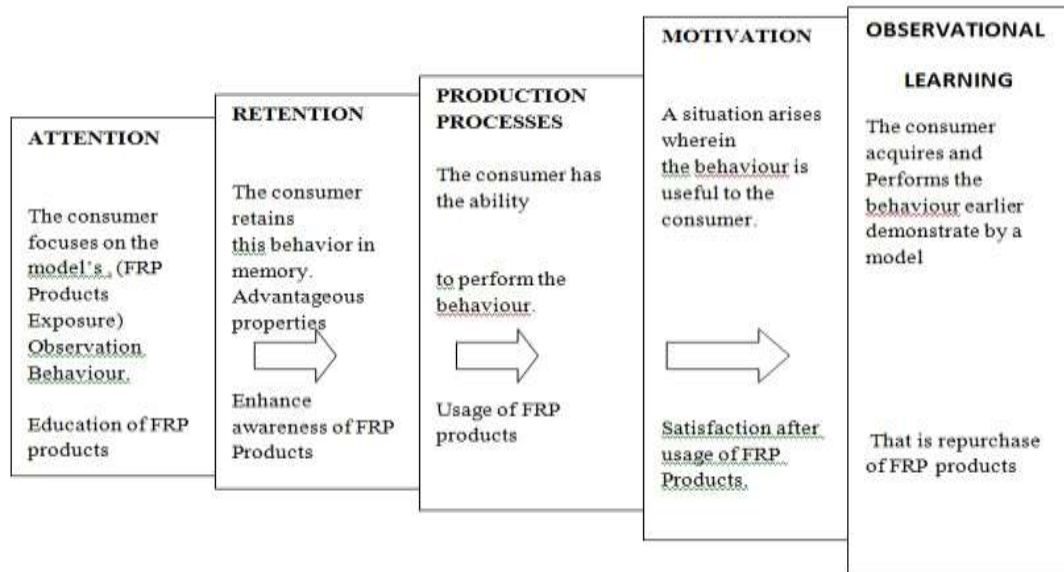 ATTENTION
The consumer
focuses on the
model's , (FRP
Products
Exposure)
Observation
Behaviour.
Education of FRP
products
RETENTION
The consumer
retains
this behavior in
memory.
Advantageous
properties
Enhance
awareness of FRP
Products
PRODUCTION
PROCESSES
The consumer has
the ability
to perform the
behaviour.
Usage of FRP
products
MOTIVATION
A situation arises
wherein
the behaviour is
useful to the
consumer.
Satisfaction after
usage of FRP
Products.
OBSERVATIONAL
LEARNING
The consumer
acquires and
Performs the
behaviour earlier
demonstrate by a
model
That is repurchase
of FRP products